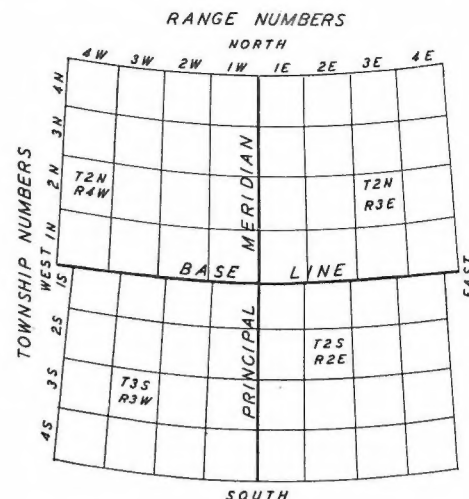 RANGE NUMBERS
NORTH
4W 3W 2W 1W 1E 2E 3E 4E
TOWNSHIP NUMBERS
4N
3N
2N
1N
WEST
1S
2S
3S
4S
T2N
R4W
T2N
R3E
MERIDIAN
BASE LINE
EAST
PRINCIPAL
T2S
R2E
T3S
R3W
SOUTH